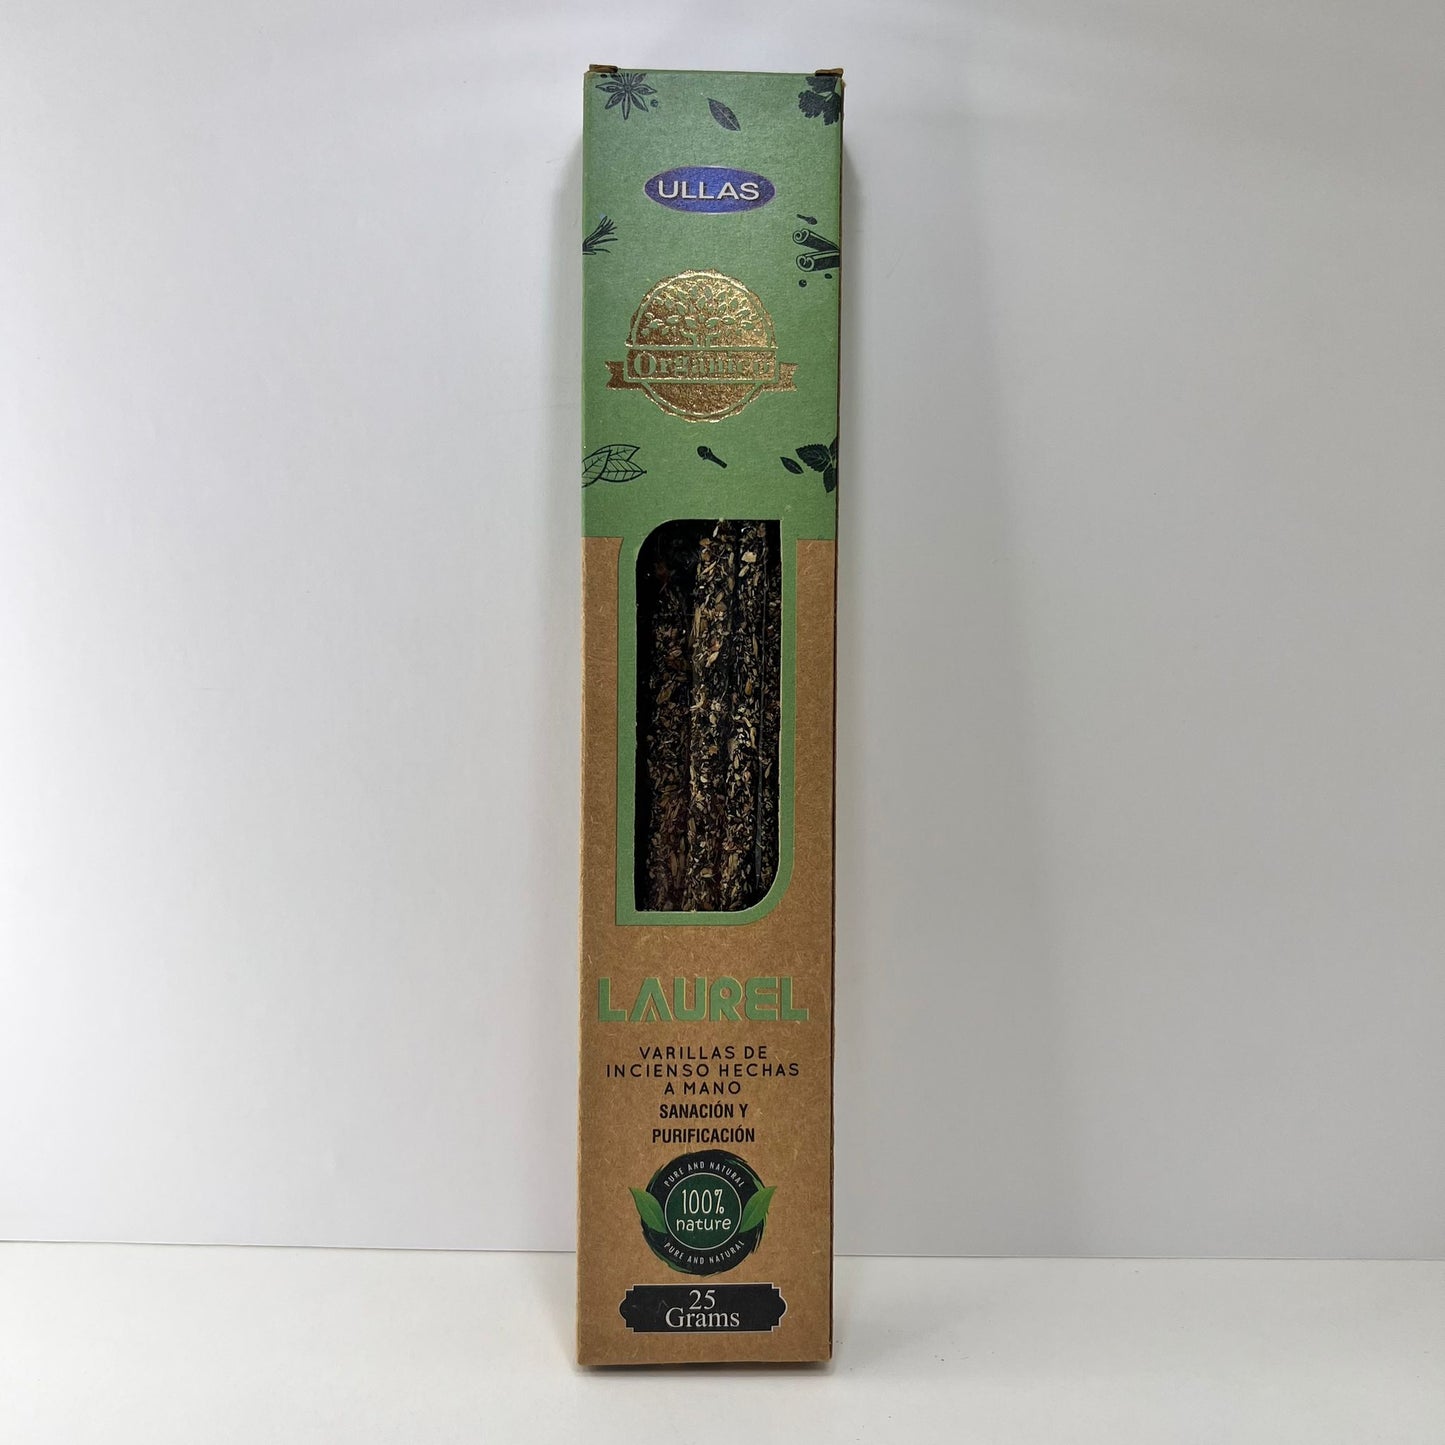 ULLAS
Organico
LAUREL
VARILLAS DE
INCIENSO HECHAS
A MANO
SANACIÓN Y
PURIFICACIÓN
PURE AND NATURAL
100%
nature
PURE AND NATURAL
25
Grams